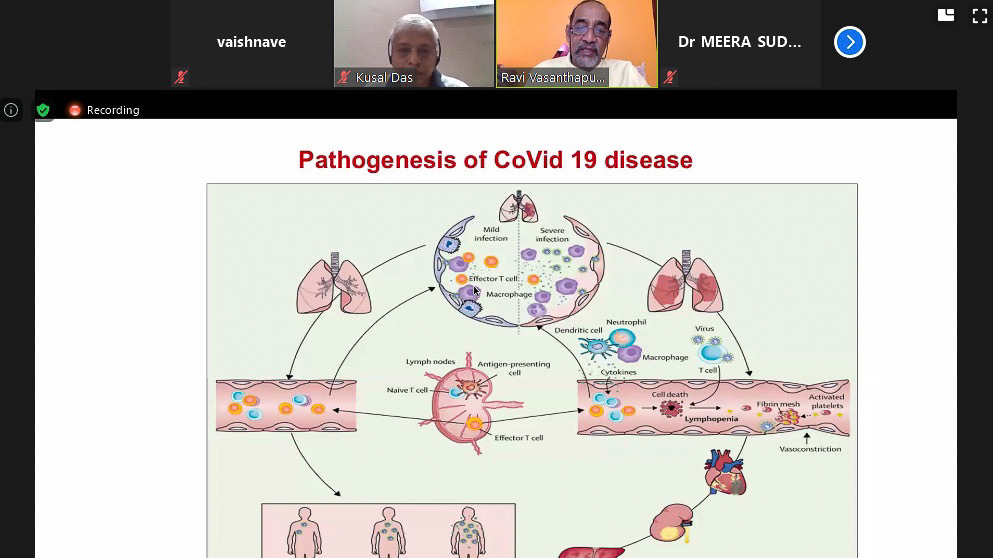 vaishnave
Kusal Das
Ravi Vasanthapu...
Dr MEERA SUD...
Recording
Pathogenesis of CoVid 19 disease
Mild
infection
Severe
infection
Effector T cell
Macrophage
Dendritic cell
Neutrophil
Macrophage
Cytokines
Virus
T cell
Lymph nodes
Antigen-presenting
cell
Naive T cell
Effector T cell
Cell death
Lymphopenia
Fibrin mesh
Activated
platelets
Vasoconstriction